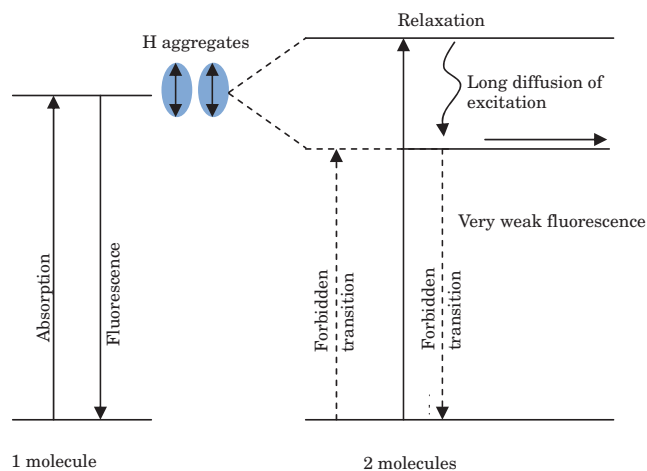 Relaxation
H aggregates
Long diffusion of
excitation
Very weak fluorescence
Absorption
Fluorescence
Forbidden
transition
Forbidden
transition
1 molecule
2 molecules